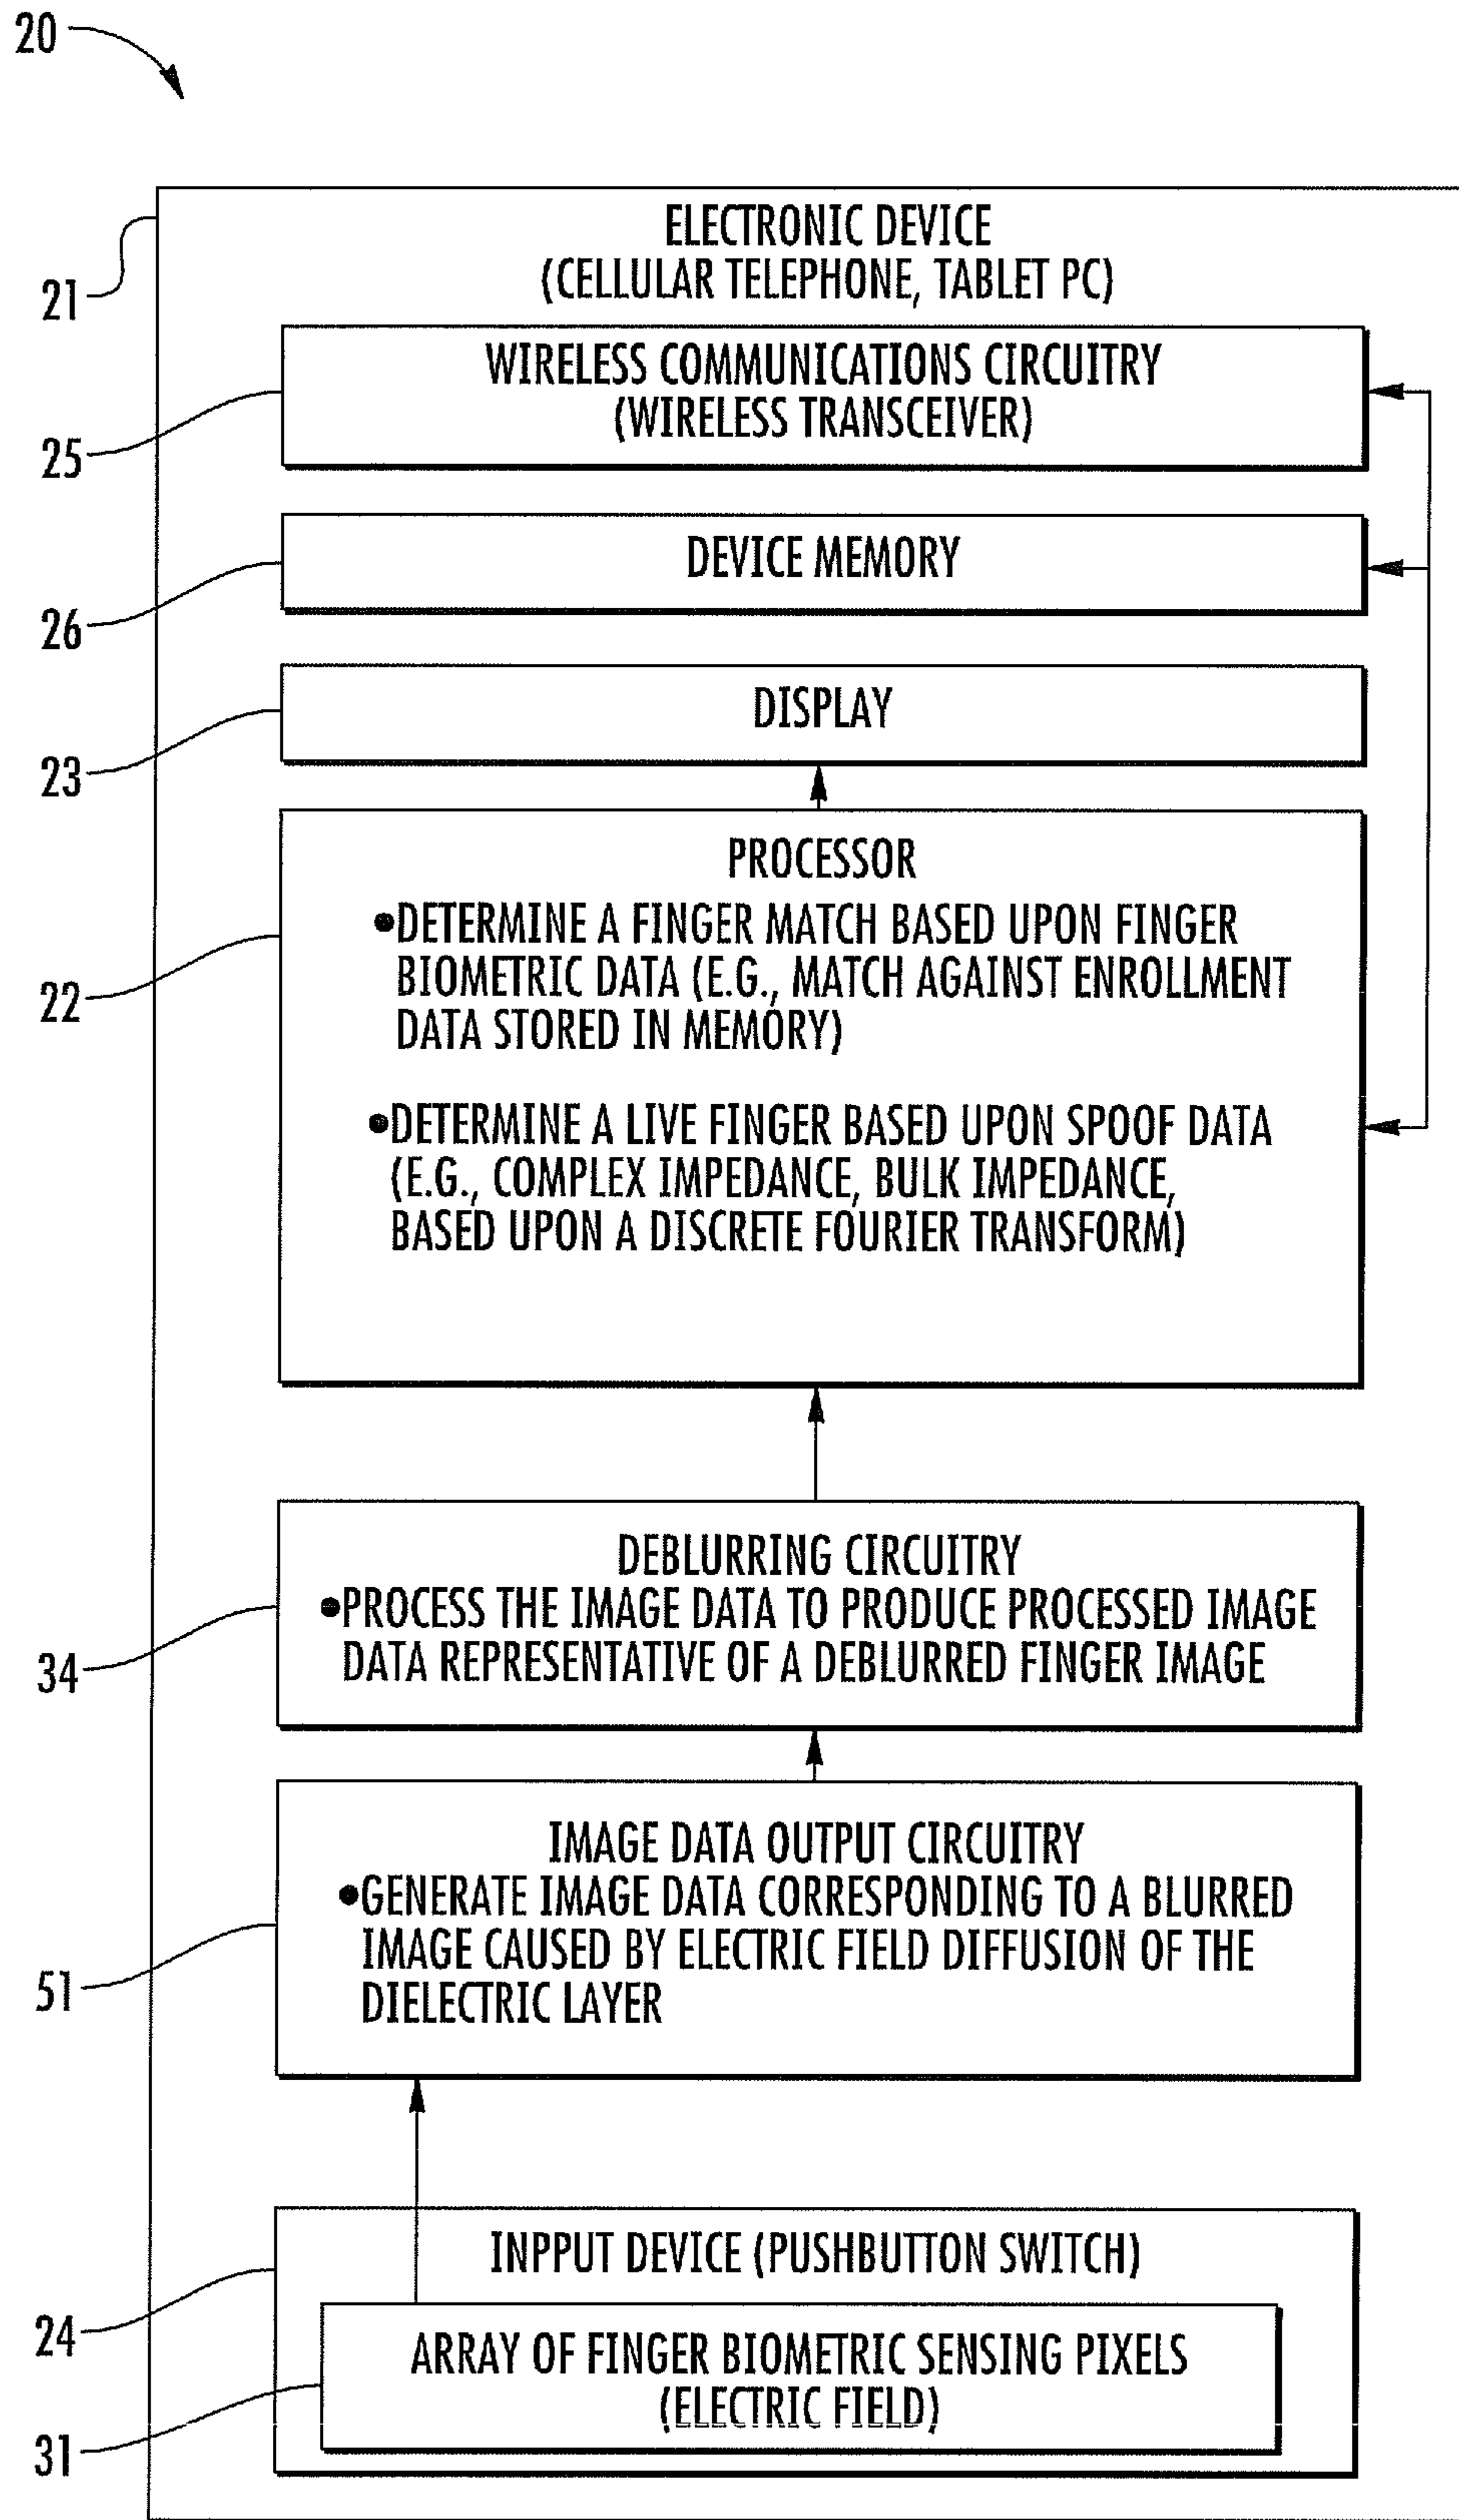 20
21
ELECTRONIC DEVICE
(CELLULAR TELEPHONE, TABLET PC)
25
WIRELESS COMMUNICATIONS CIRCUITRY
(WIRELESS TRANSCEIVER)
26
DEVICE MEMORY
23
DISPLAY
22
PROCESSOR
•DETERMINE A FINGER MATCH BASED UPON FINGER
BIOMETRIC DATA (E.G., MATCH AGAINST ENROLLMENT
DATA STORED IN MEMORY)
•DETERMINE A LIVE FINGER BASED UPON SPOOF DATA
(E.G., COMPLEX IMPEDANCE, BULK IMPEDANCE,
BASED UPON A DISCRETE FOURIER TRANSFORM)
34
DEBLURRING CIRCUITRY
•PROCESS THE IMAGE DATA TO PRODUCE PROCESSED IMAGE
DATA REPRESENTATIVE OF A DEBLURRED FINGER IMAGE
51
IMAGE DATA OUTPUT CIRCUITRY
•GENERATE IMAGE DATA CORRESPONDING TO A BLURRED
IMAGE CAUSED BY ELECTRIC FIELD DIFFUSION OF THE
DIELECTRIC LAYER
24
INPPUT DEVICE (PUSHBUTTON SWITCH)
31
ARRAY OF FINGER BIOMETRIC SENSING PIXELS
(ELECTRIC FIELD)